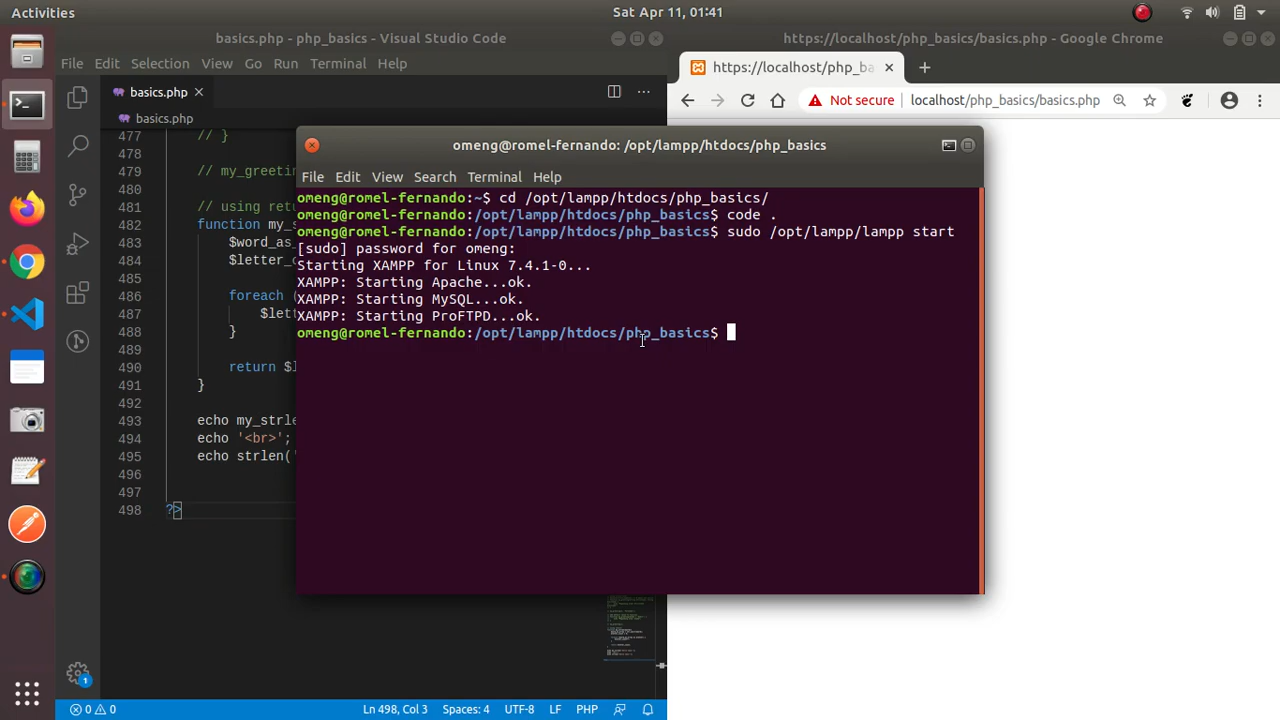 Activities
Sat Apr 11, 01:41
basics.php - php_basics - Visual Studio Code
File Edit Selection View Go Run Terminal Help
basics.php
basics.php
477 // }
478
479 // my_greetin
480
481 // using retu
482 function my_s
483 $word_as_
484 $letter_c
485
486 foreach (
487 $lett
488 }
489
490 return $l
491 }
492
493 echo my_strle
494 echo '<br>';
495 echo strlen('
496
497
498 ?>
0 0
Ln 498, Col 3 Spaces: 4 UTF-8 LF PHP
1
https://localhost/php_basics/basics.php - Google Chrome
https://localhost/php_ba
Not secure localhost/php_basics/basics.php
omeng@romel-fernando: /opt/lampp/htdocs/php_basics
File Edit View Search Terminal Help
omeng@romel-fernando:~$ cd /opt/lampp/htdocs/php_basics/
omeng@romel-fernando:/opt/lampp/htdocs/php_basics$ code .
omeng@romel-fernando:/opt/lampp/htdocs/php_basics$ sudo /opt/lampp/lampp start
[sudo] password for omeng:
Starting XAMPP for Linux 7.4.1-0...
XAMPP: Starting Apache...ok.
XAMPP: Starting MySQL...ok.
XAMPP: Starting ProFTPD...ok.
omeng@romel-fernando:/opt/lampp/htdocs/php_basics$